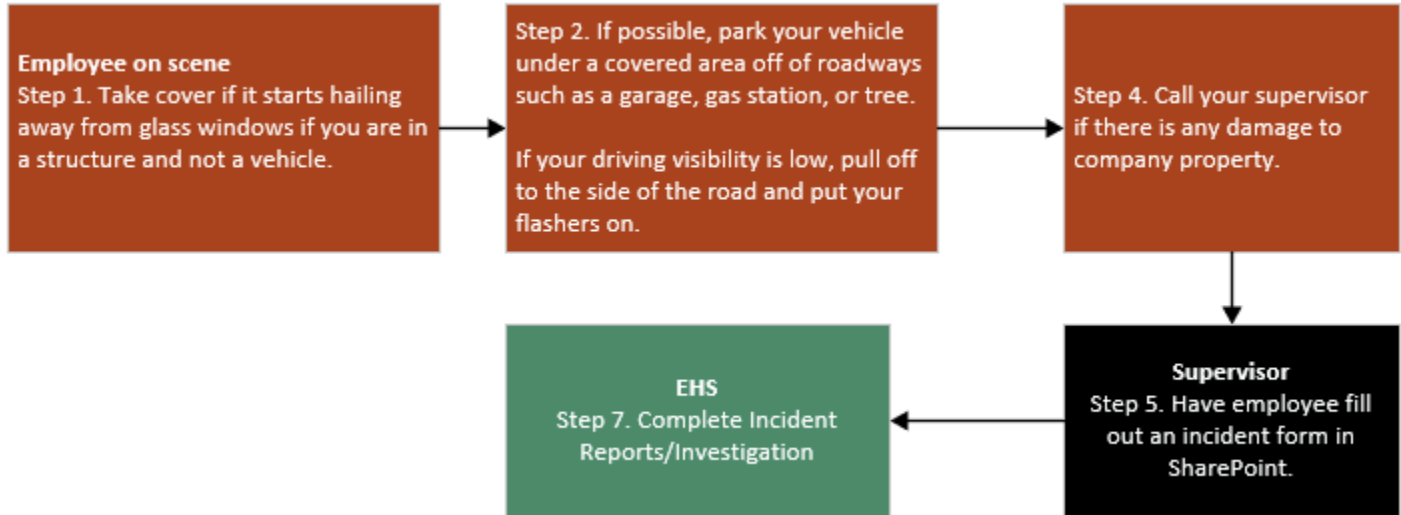 Employee on scene
Step 1. Take cover if it starts hailing
away from glass windows if you are in
a structure and not a vehicle.
Step 2. If possible, park your vehicle
under a covered area off of roadways
such as a garage, gas station, or tree.
If your driving visibility is low, pull off
to the side of the road and put your
flashers on.
Step 4. Call your supervisor
if there is any damage to
company property.
Supervisor
Step 5. Have employee fill
out an incident form in
SharePoint.
EHS
Step 7. Complete Incident
Reports/Investigation